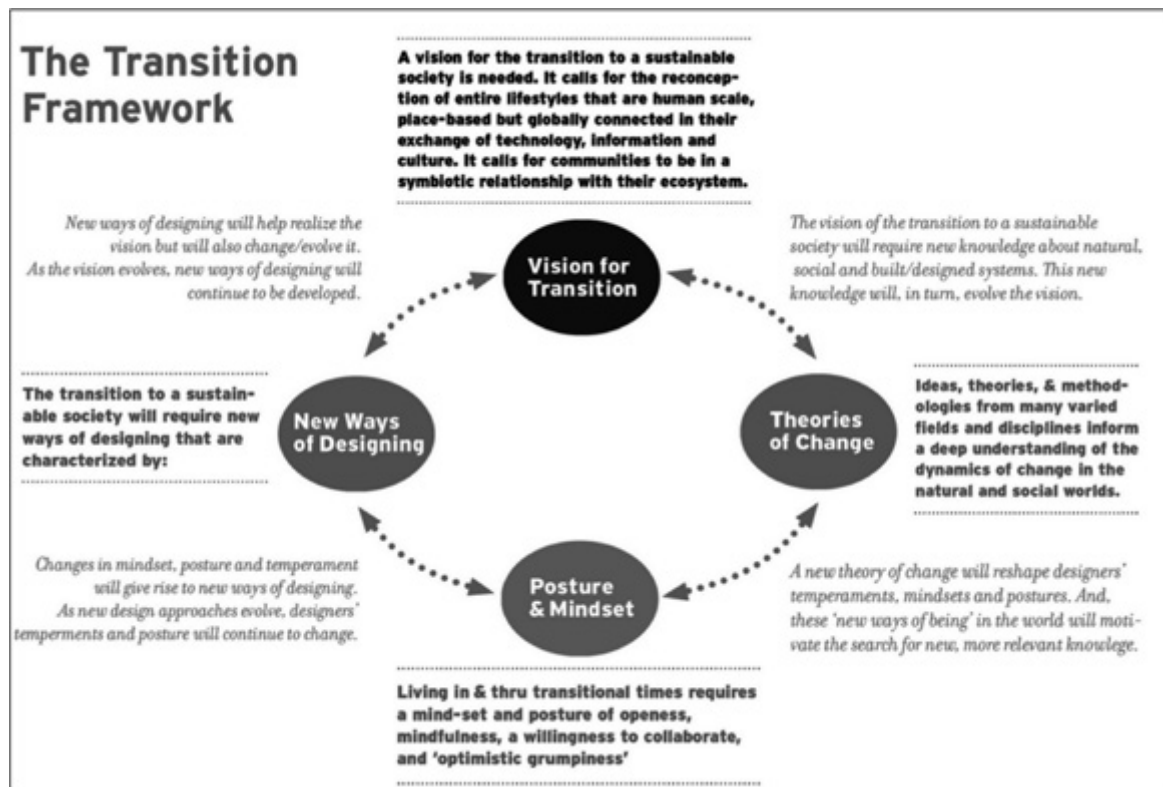 The Transition
Framework
A vision for the transition to a sustainable
society is needed. It calls for the reconcep-
tion of entire lifestyles that are human scale,
place-based but globally connected in their
exchange of technology, information and
culture. It calls for communities to be in a
symbiotic relationship with their ecosystem.
New ways of designing will help realize the
vision but will also change/evolve it.
As the vision evolves, new ways of designing will
continue to be developed.
Vision for
Transition
The vision of the transition to a sustainable
society will require new knowledge about natural,
social and built/designed systems. This new
knowledge will, in turn, evolve the vision.
The transition to a sustain-
able society will require new
ways of designing that are
characterized by:
New Ways
of Designing
Theories
of Change
Ideas, theories, & method-
ologies from many varied
fields and disciplines inform
a deep understanding of the
dynamics of change in the
natural and social worlds.
Changes in mindset, posture and temperament
will give rise to new ways of designing.
As new design approaches evolve, designers'
temperments and posture will continue to change.
Posture
& Mindset
A new theory of change will reshape designers'
temperaments, mindsets and postures. And,
these 'new ways of being' in the world will moti-
vate the search for new, more relevant knowlege.
Living in & thru transitional times requires
a mind-set and posture of openess,
mindfulness, a willingness to collaborate,
and 'optimistic grumpiness'